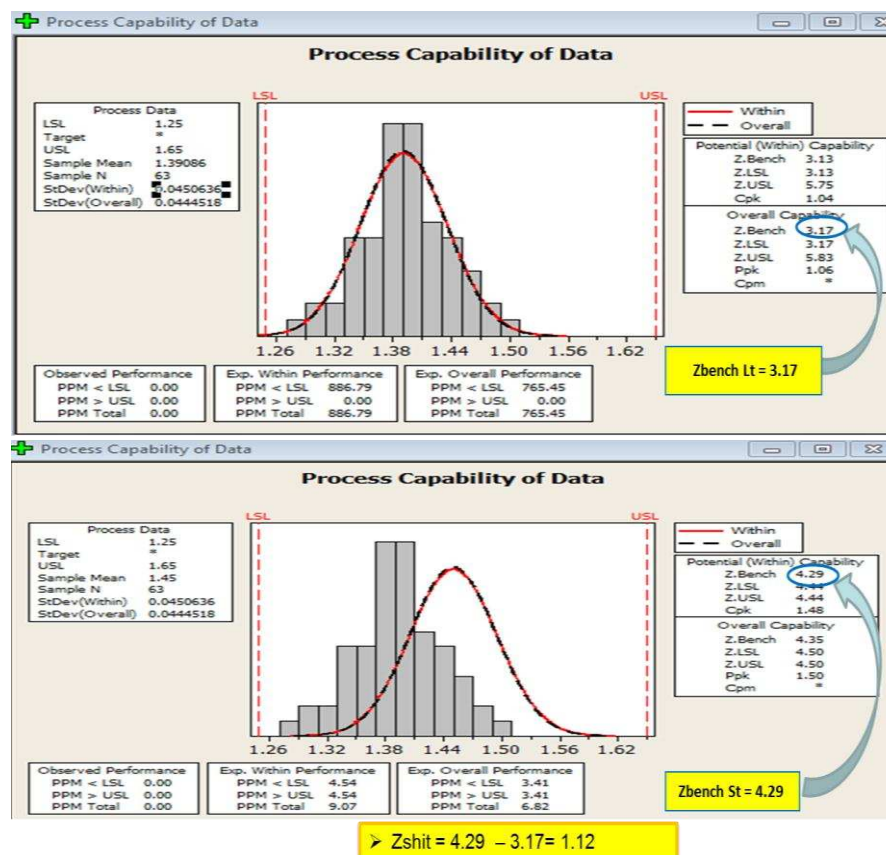 Process Capability of Data
Process Capability of Data
LSL
USL
Process Data
LSL 1.25
Target *
USL 1.65
Sample Mean 1.39086
Sample N 63
StDev(Within) 0.0450636
StDev(Overall) 0.0444518
Within
Overall
Potential (Within) Capability
Z.Bench 3.13
Z.LSL 3.13
Z.USL 5.75
Cpk 1.04
Overall Capability
Z.Bench 3.17
Z.LSL 3.17
Z.USL 5.83
Ppk 1.06
Cpm *
1.26 1.32 1.38 1.44 1.50 1.56 1.62
Observed Performance
PPM < LSL 0.00
PPM > USL 0.00
PPM Total 0.00
Exp. Within Performance
PPM < LSL 886.79
PPM > USL 0.00
PPM Total 886.79
Exp. Overall Performance
PPM < LSL 765.45
PPM > USL 0.00
PPM Total 765.45
Zbench Lt = 3.17
Process Capability of Data
Process Capability of Data
LSL
USL
Process Data
LSL 1.25
Target *
USL 1.65
Sample Mean 1.45
Sample N 63
StDev(Within) 0.0450636
StDev(Overall) 0.0444518
Within
Overall
Potential (Within) Capability
Z.Bench 4.29
Z.LSL 4.44
Z.USL 4.44
Cpk 1.48
Overall Capability
Z.Bench 4.35
Z.LSL 4.50
Z.USL 4.50
Ppk 1.50
Cpm *
1.26 1.32 1.38 1.44 1.50 1.56 1.62
Observed Performance
PPM < LSL 0.00
PPM > USL 0.00
PPM Total 0.00
Exp. Within Performance
PPM < LSL 4.54
PPM > USL 4.54
PPM Total 9.07
Exp. Overall Performance
PPM < LSL 3.41
PPM > USL 3.41
PPM Total 6.82
Zbench St = 4.29
➢ Zshit = 4.29 – 3.17= 1.12